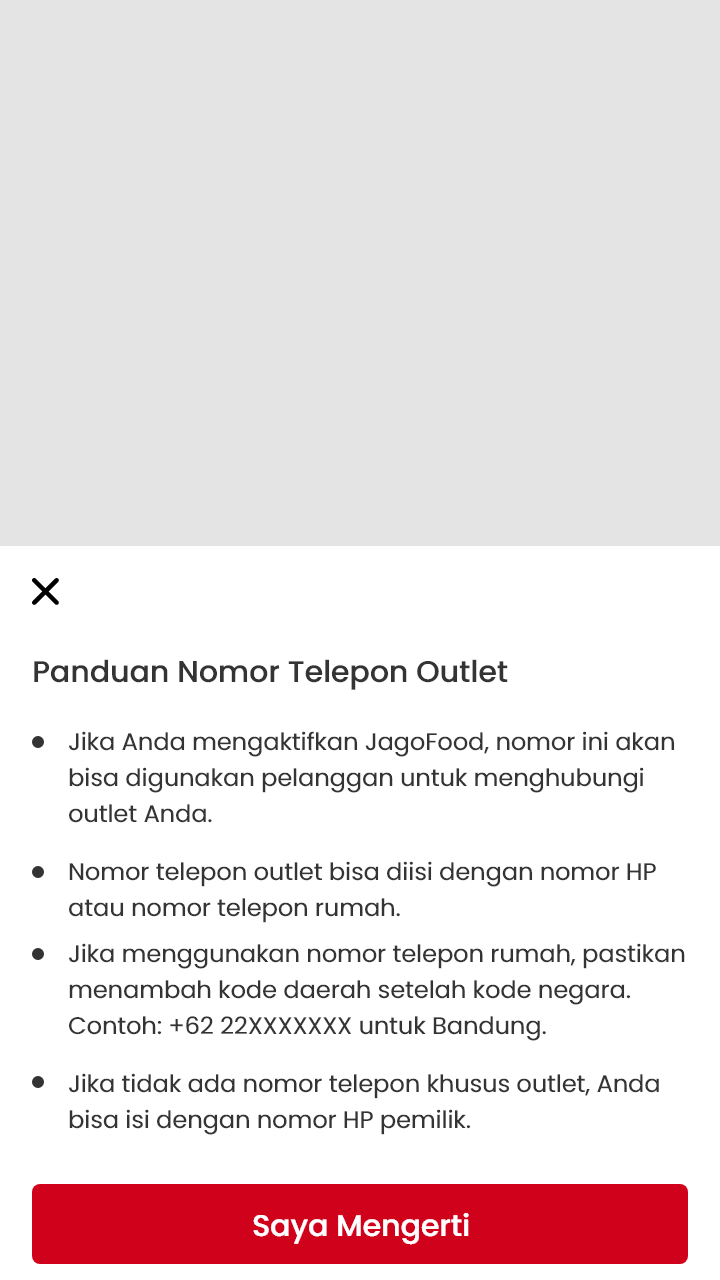 Panduan Nomor Telepon Outlet
Jika Anda mengaktifkan JagoFood, nomor ini akan
bisa digunakan pelanggan untuk menghubungi
outlet Anda.
Nomor telepon outlet bisa diisi dengan nomor HP
atau nomor telepon rumah.
Jika menggunakan nomor telepon rumah, pastikan
menambah kode daerah setelah kode negara.
Contoh: +62 22XXXXXXX untuk Bandung.
Jika tidak ada nomor telepon khusus outlet, Anda
bisa isi dengan nomor HP pemilik.
Saya Mengerti